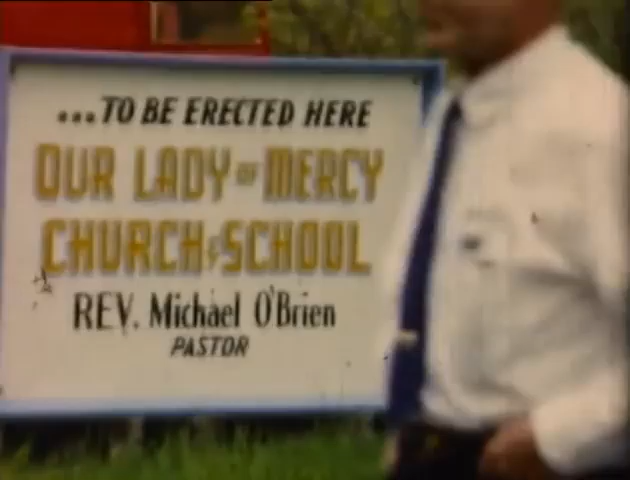 ...TO BE ERECTED HERE
OUR LADY OF MERCY
CHURCH & SCHOOL
REV. Michael O'Brien
PASTOR